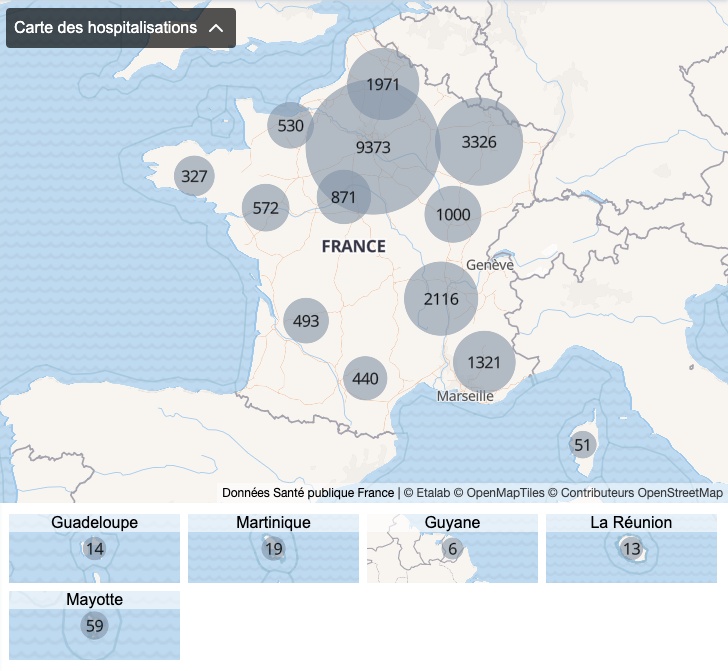 Carte des hospitalisations
1971
530
9373
3326
327
871
572
1000
FRANCE
Genève
2116
493
1321
440
Marseille
51
Données Santé publique France | © Etalab © OpenMapTiles © Contributeurs OpenStreetMap
Guadeloupe
14
Martinique
19
Guyane
6
La Réunion
13
Mayotte
59